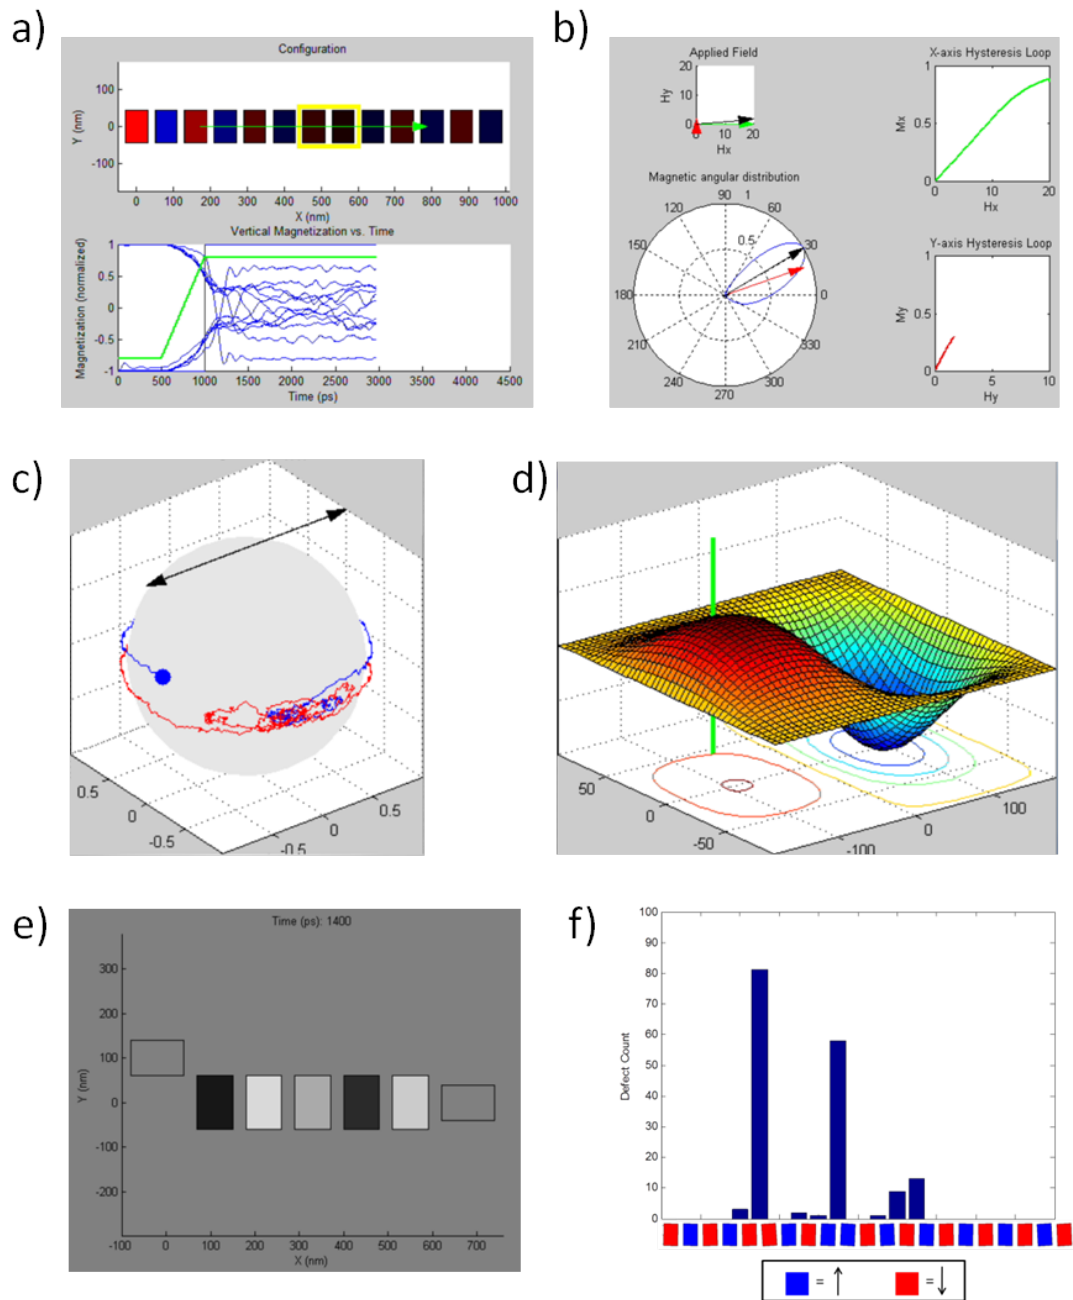 a)
Configuration
Y (nm)
100
0
-100
0 100 200 300 400 500 600 700 800 900 1000
X (nm)
Vertical Magnetization vs. Time
Magnetization (normalized)
1
0.5
0
-0.5
-1
0 500 1000 1500 2000 2500 3000 3500 4000 4500
Time (ps)
b)
Applied Field
Hy
20
10
0
0 10 20
Hx
X-axis Hysteresis Loop
Mx
1
0.5
0
0 10 20
Hx
Magnetic angular distribution
90 1
120 60
0.5
150 30
180 0
210 330
240 300
270
Y-axis Hysteresis Loop
My
1
0.5
0
0 5 10
Hy
c)
0.5
0
-0.5
-0.5
0
0.5
d)
50
0
-50
-100
0
100
e)
Time (ps): 1400
Y (nm)
300
200
100
0
-100
-200
-100 0 100 200 300 400 500 600 700
X (nm)
f)
Defect Count
100
90
80
70
60
50
40
30
20
10
0
= ↑ = ↓